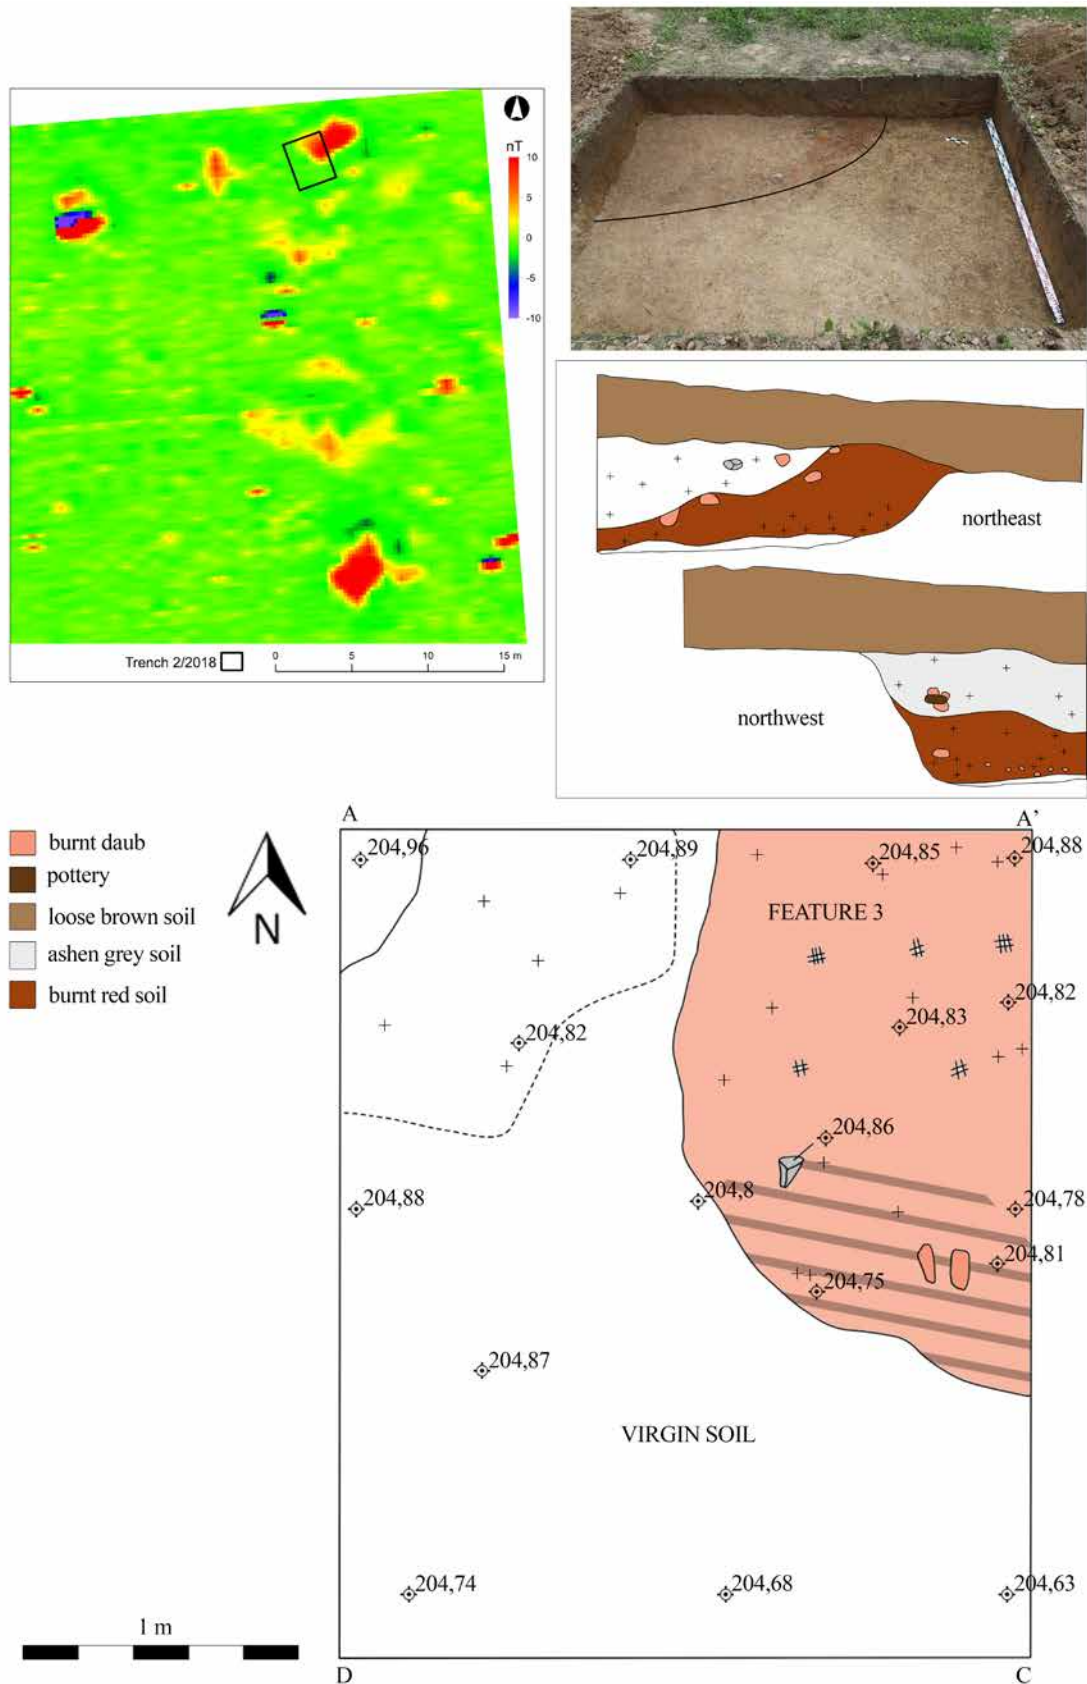 nT
10
5
0
-5
-10
Trench 2/2018
0 5 10 15 m
northeast
northwest
burnt daub
pottery
loose brown soil
ashen grey soil
burnt red soil
N
A
A'
204,96
204,89
204,85
204,88
FEATURE 3
204,82
204,83
204,82
204,86
204,88
204,8
204,78
204,81
204,75
204,87
VIRGIN SOIL
204,74
204,68
204,63
1 m
D
C